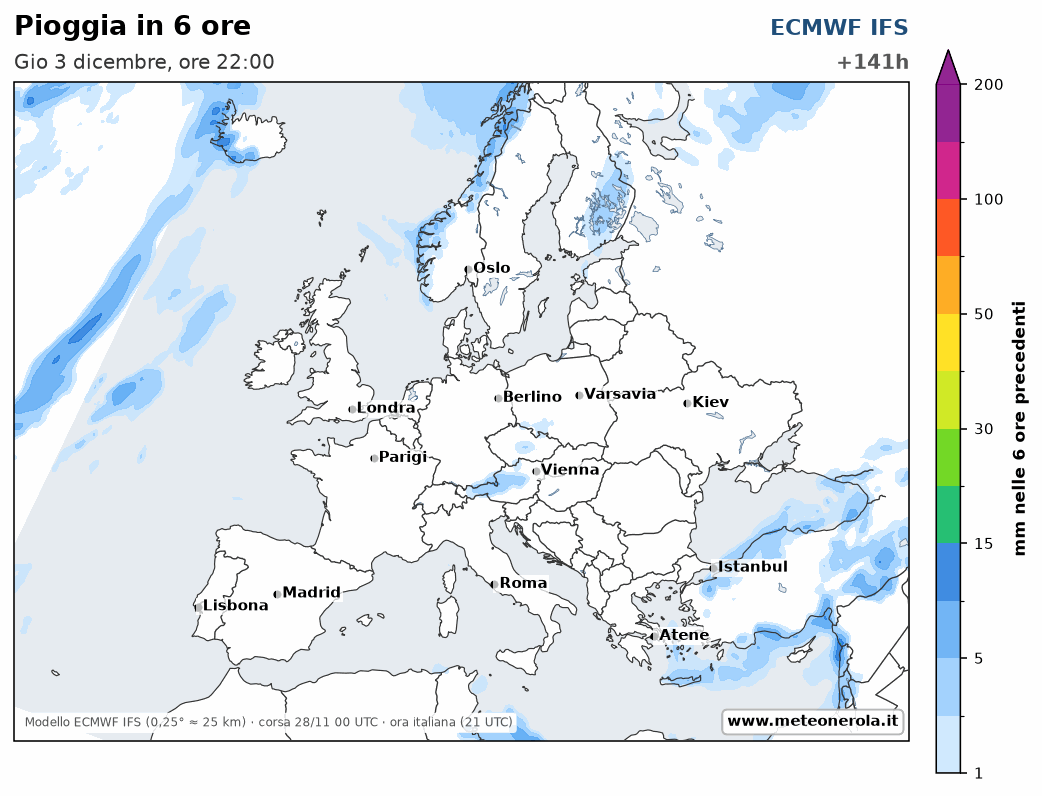 Pioggia in 6 ore
ECMWF IFS
Gio 3 dicembre, ore 22:00
+141h
200
100
50
30
15
5
1
mm nelle 6 ore precedenti
Oslo
Berlino
Varsavia
Kiev
Londra
Parigi
Vienna
Istanbul
Roma
Madrid
Lisbona
Atene
Modello ECMWF IFS (0,25° ≈ 25 km) · corsa 28/11 00 UTC · ora italiana (21 UTC)
www.meteonerola.it